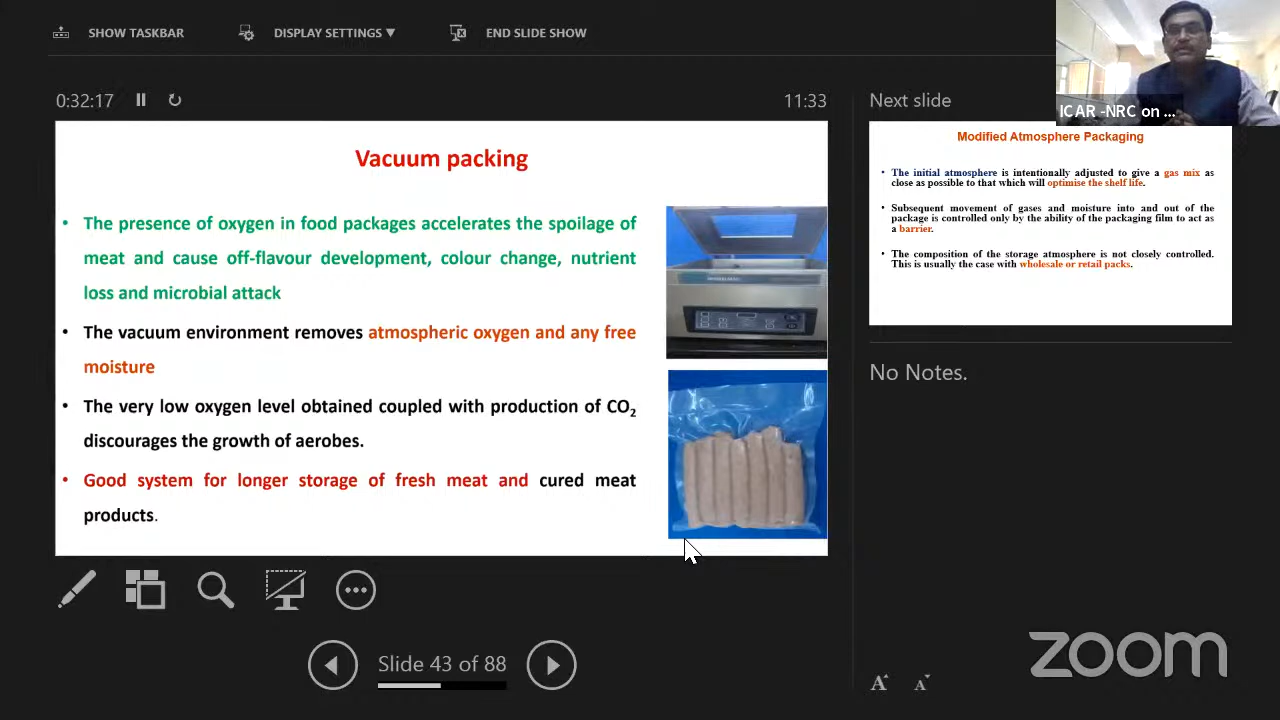 SHOW TASKBAR
DISPLAY SETTINGS ▼
END SLIDE SHOW
0:32:17
11:33
Next slide
ICAR -NRC on ...
Vacuum packing
• The presence of oxygen in food packages accelerates the spoilage of
meat and cause off-flavour development, colour change, nutrient
loss and microbial attack
• The vacuum environment removes atmospheric oxygen and any free
moisture
• The very low oxygen level obtained coupled with production of CO₂
discourages the growth of aerobes.
• Good system for longer storage of fresh meat and cured meat
products.
Modified Atmosphere Packaging
• The initial atmosphere is intentionally adjusted to give a gas mix as
close as possible to that which will optimise the shelf life.
• Subsequent movement of gases and moisture into and out of the
package is controlled only by the ability of the packaging film to act as
a barrier.
• The composition of the storage atmosphere is not closely controlled.
This is usually the case with wholesale or retail packs.
No Notes.
Slide 43 of 88
A A
zoom